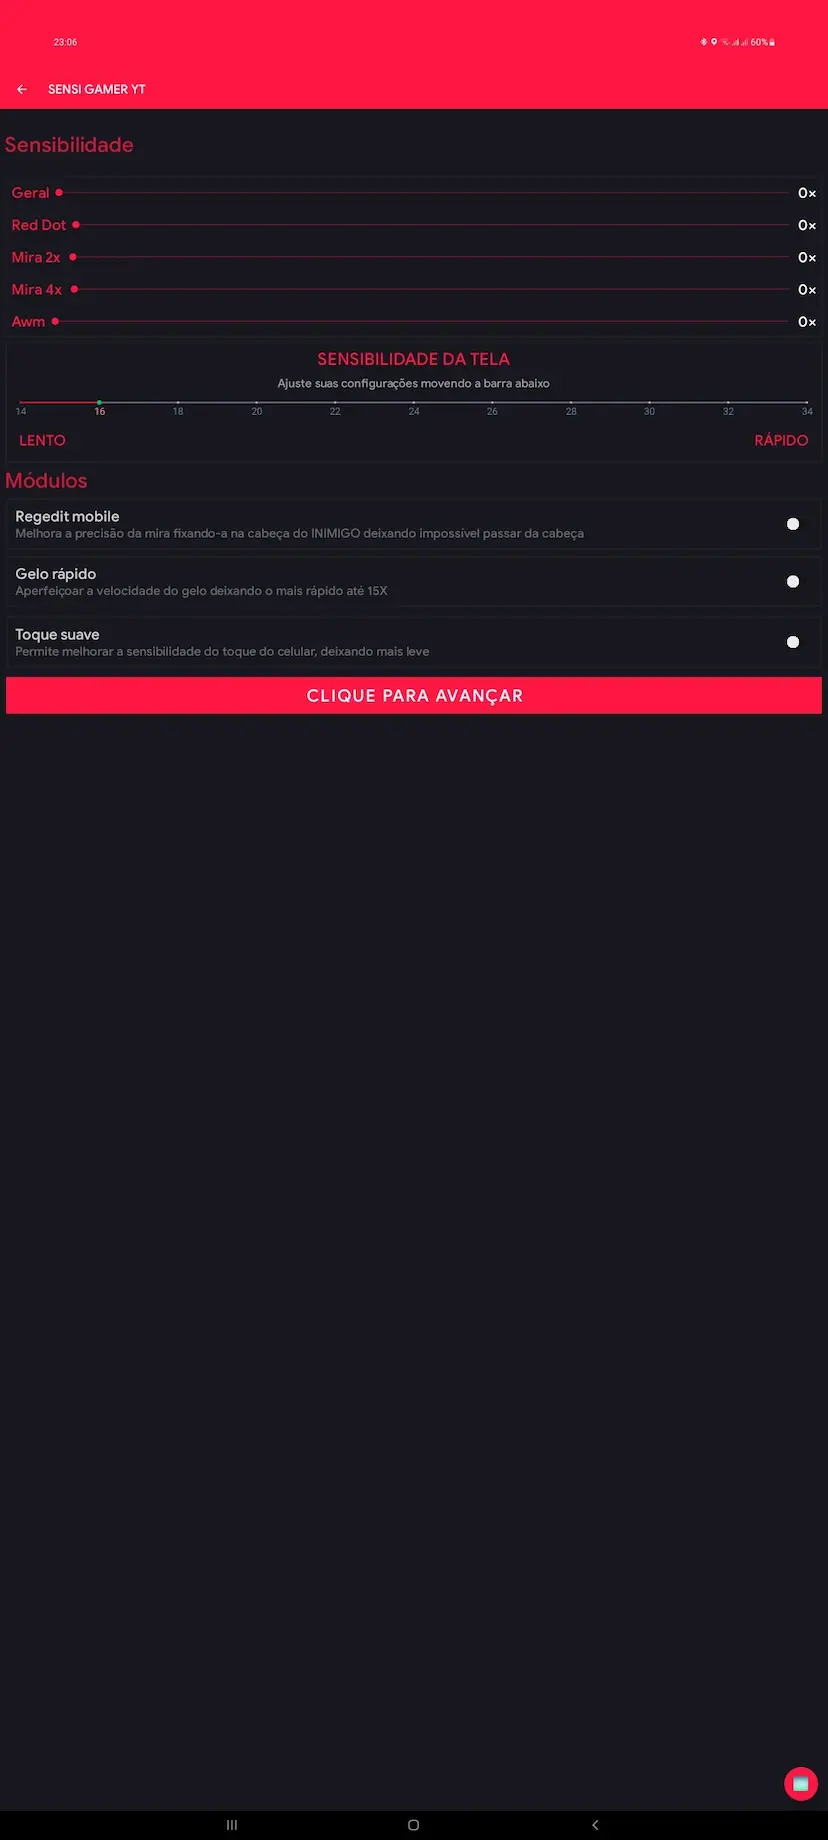 23:06
60%
SENSI GAMER YT
Sensibilidade
Geral 0×
Red Dot 0×
Mira 2x 0×
Mira 4x 0×
Awm 0×
SENSIBILIDADE DA TELA
Ajuste suas configurações movendo a barra abaixo
14 16 18 20 22 24 26 28 30 32 34
LENTO RÁPIDO
Módulos
Regedit mobile
Melhora a precisão da mira fixando-a na cabeça do INIMIGO deixando impossível passar da cabeça
Gelo rápido
Aperfeiçoar a velocidade do gelo deixando o mais rápido até 15X
Toque suave
Permite melhorar a sensibilidade do toque do celular, deixando mais leve
CLIQUE PARA AVANÇAR